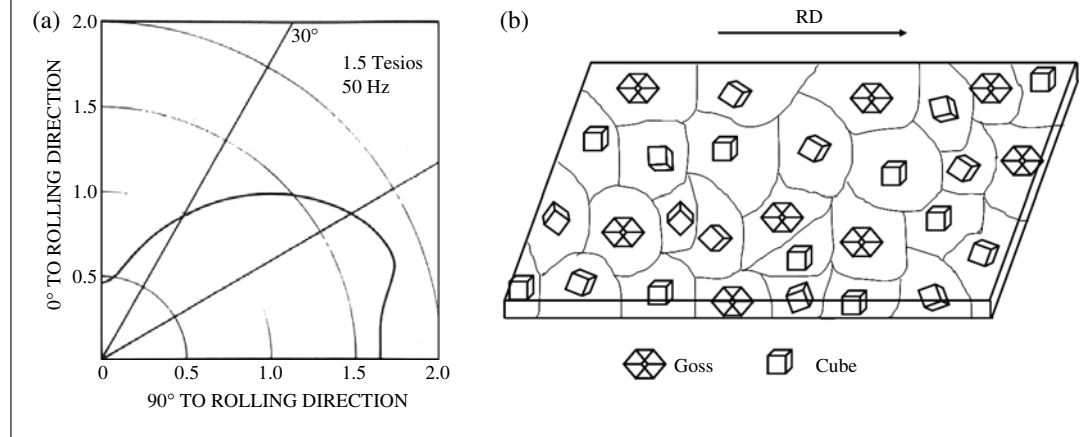 (a)
2.0
30°
1.5 Tesios
50 Hz
1.5
1.0
0.5
0° TO ROLLING DIRECTION
0
0.5
1.0
1.5
2.0
90° TO ROLLING DIRECTION
(b)
RD
Goss
Cube